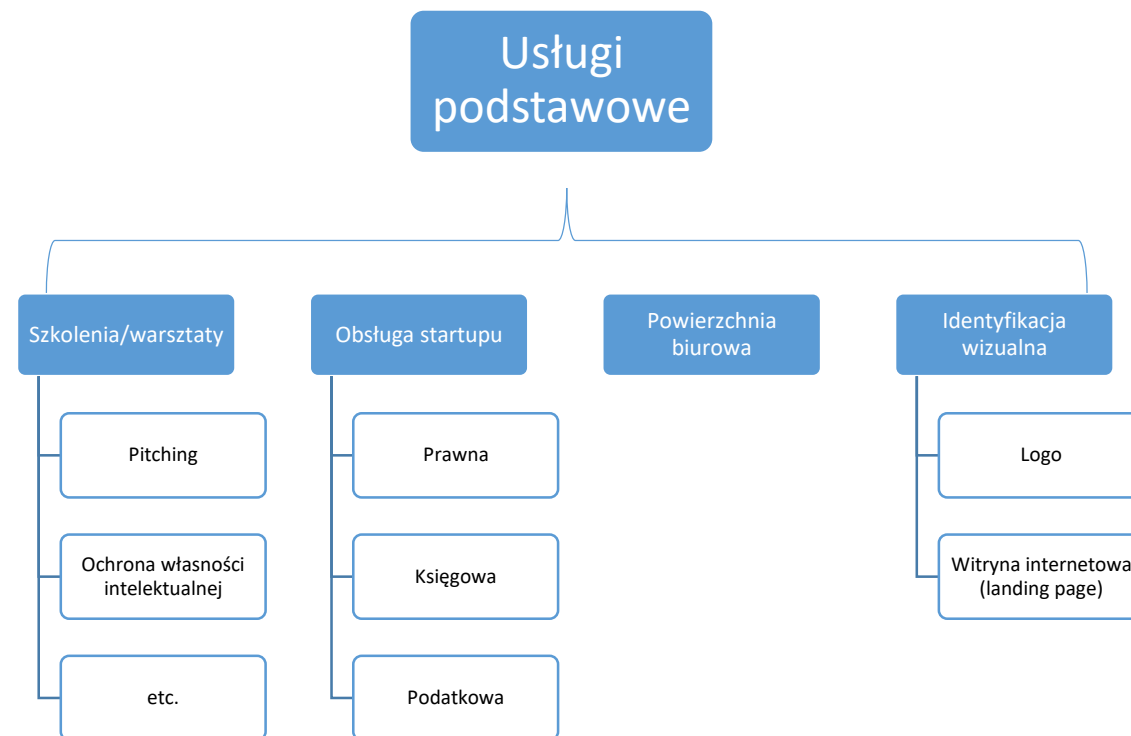 Usługi
podstawowe
Szkolenia/warsztaty
Obsługa startupu
Powierzchnia
biurowa
Identyfikacja
wizualna
Pitching
Prawna
Logo
Ochrona własności
intelektualnej
Księgowa
Witryna internetowa
(landing page)
etc.
Podatkowa